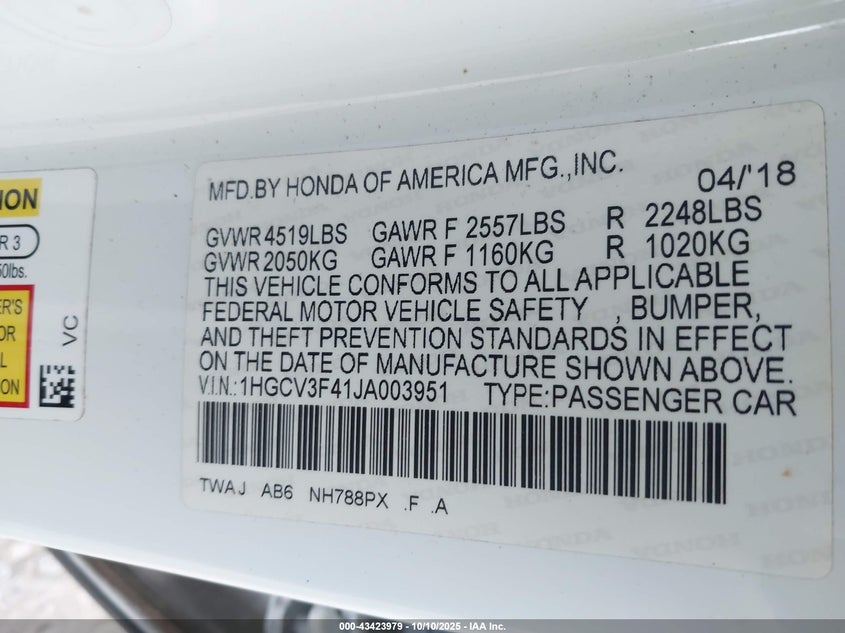 MFD.BY HONDA OF AMERICA MFG.,INC. 04/'18
GVWR 4519LBS GAWR F 2557LBS R 2248LBS
GVWR 2050KG GAWR F 1160KG R 1020KG
THIS VEHICLE CONFORMS TO ALL APPLICABLE
FEDERAL MOTOR VEHICLE SAFETY , BUMPER,
AND THEFT PREVENTION STANDARDS IN EFFECT
ON THE DATE OF MANUFACTURE SHOWN ABOVE.
V.I.N.: 1HGCV3F41JA003951 TYPE:PASSENGER CAR
TWAJ AB6 NH788PX .F .A
R 3
VC
000-43423979 - 10/10/2025 - IAA Inc.